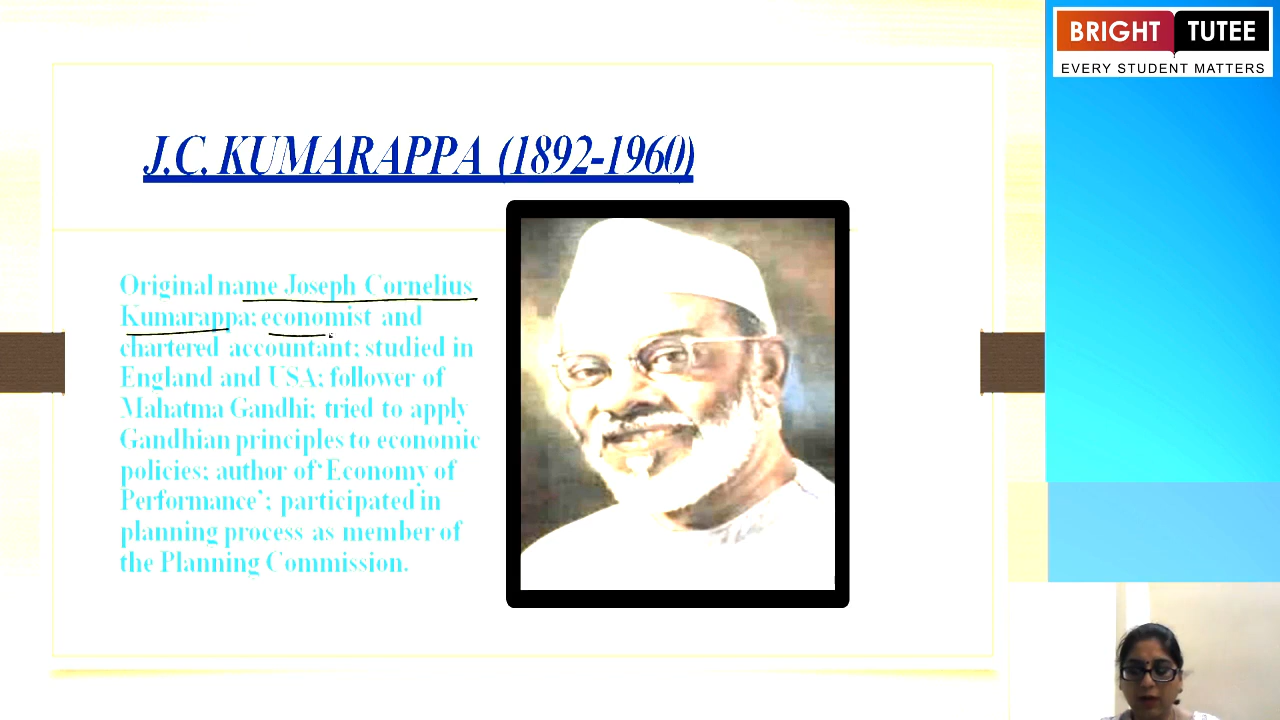 BRIGHT TUTEE
EVERY STUDENT MATTERS
J.C. KUMARAPPA (1892-1960)
Original name Joseph Cornelius
Kumarappa; economist and
chartered accountant; studied in
England and USA; follower of
Mahatma Gandhi; tried to apply
Gandhian principles to economic
policies; author of‘ Economy of
Performance’; participated in
planning process as member of
the Planning Commission.